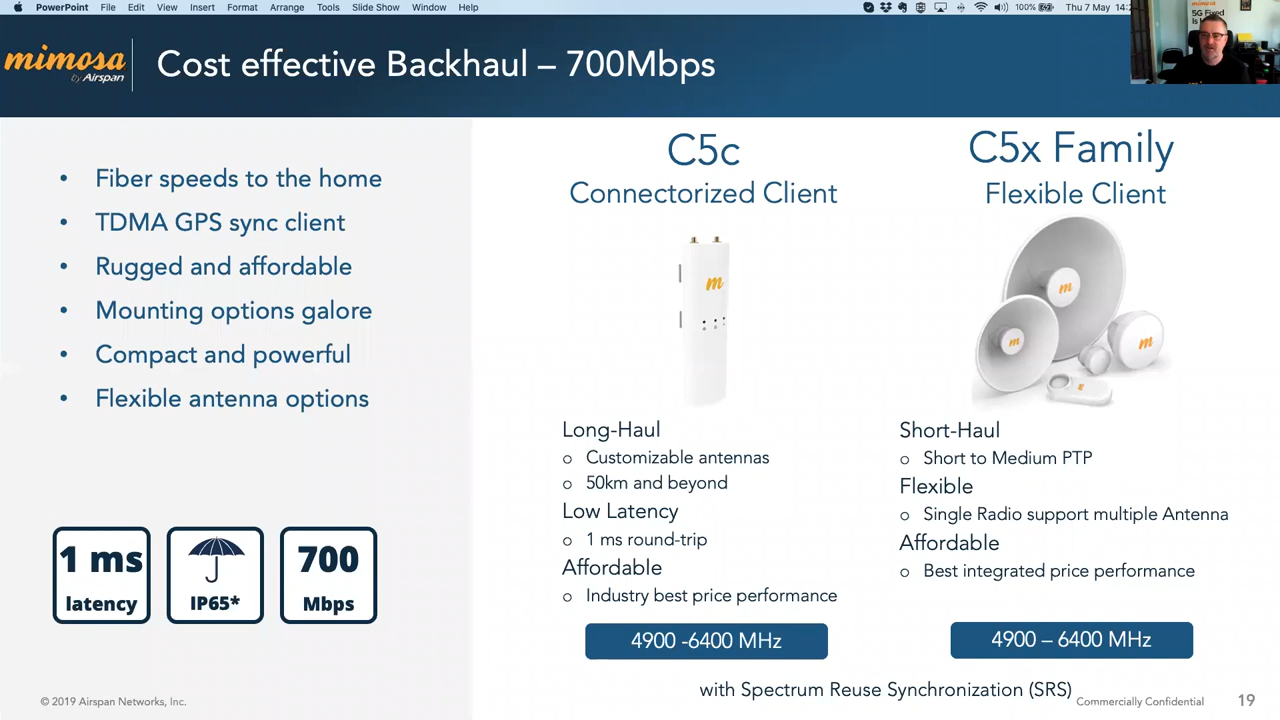 PowerPoint File Edit View Insert Format Arrange Tools Slide Show Window Help
100% Thu 7 May
mimosa
by Airspan
Cost effective Backhaul – 700Mbps
5G Fixed
• Fiber speeds to the home
• TDMA GPS sync client
• Rugged and affordable
• Mounting options galore
• Compact and powerful
• Flexible antenna options
1 ms
latency
IP65*
700
Mbps
C5c
Connectorized Client
m
Long-Haul
o Customizable antennas
o 50km and beyond
Low Latency
o 1 ms round-trip
Affordable
o Industry best price performance
4900 -6400 MHz
C5x Family
Flexible Client
m
m
m
m
Short-Haul
o Short to Medium PTP
Flexible
o Single Radio support multiple Antenna
Affordable
o Best integrated price performance
4900 – 6400 MHz
with Spectrum Reuse Synchronization (SRS)
© 2019 Airspan Networks, Inc.
Commercially Confidential
19